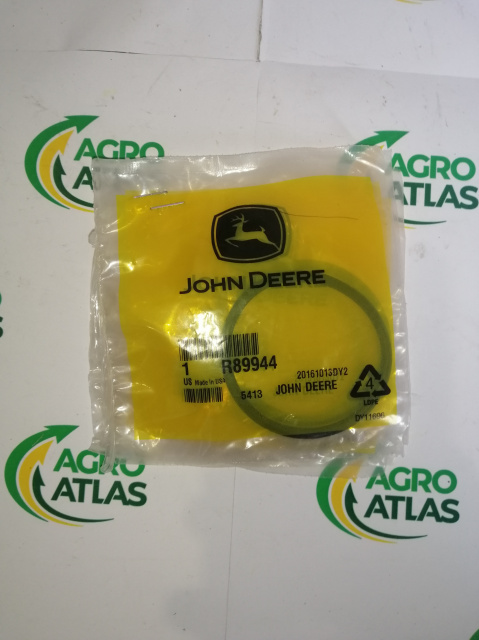 AGRO
ATLAS
AGRO
ATLAS
JOHN DEERE
1 R89944
US Made in USA
20161013DY2
5413 JOHN DEERE
4
LDPE
AGRO
ATLAS
AGRO
ATLAS